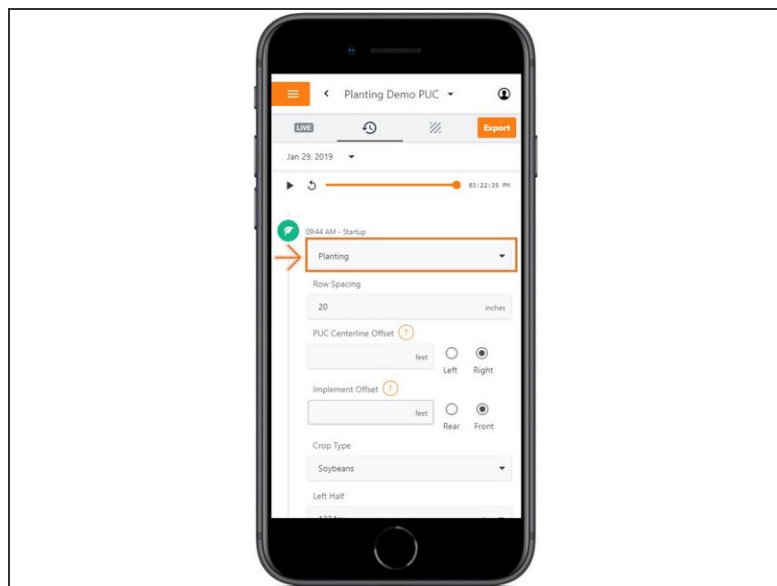 Planting Demo PUC
LIVE
Export
Jan 29, 2019
03:22:35 PM
09:44 AM - Startup
Planting
Row Spacing
20 inches
PUC Centerline Offset ?
feet
Left Right
Implement Offset ?
feet
Rear Front
Crop Type
Soybeans
Left Half